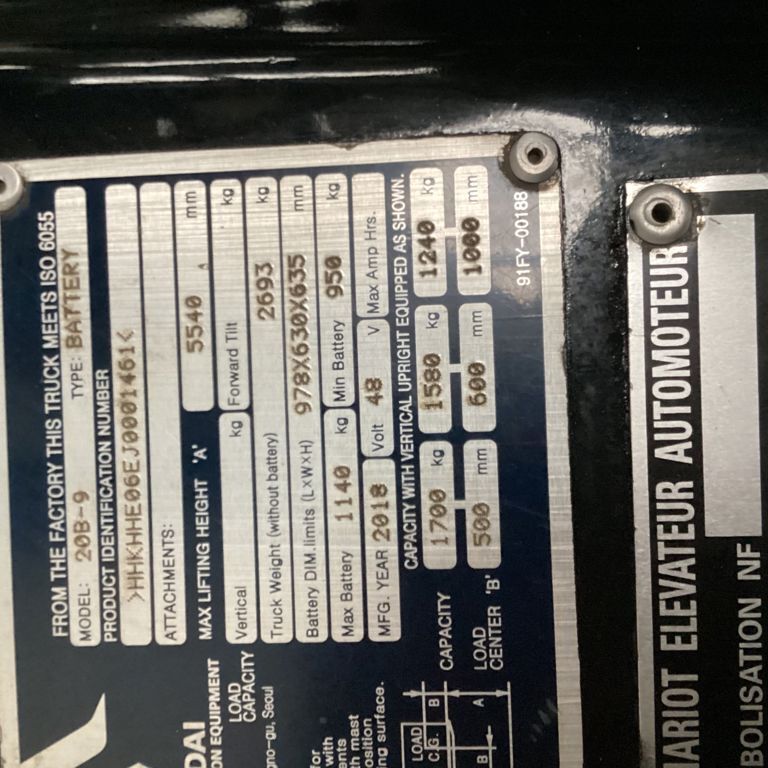 FROM THE FACTORY THIS TRUCK MEETS ISO 6055
MODEL: 20B-9 TYPE: BATTERY
PRODUCT IDENTIFICATION NUMBER
>HHKHHE06EJ0001461<
ATTACHMENTS:
MAX LIFTING HEIGHT 'A' 5540 mm
Vertical kg Forward Tilt kg
Truck Weight (without battery) 2693 kg
Battery DIM.limits (LXWXH) 978X630X635 mm
Max Battery 1140 kg Min Battery 950 kg
MFG. YEAR 2018 Volt 48 V Max Amp Hrs.
CAPACITY WITH VERTICAL UPRIGHT EQUIPPED AS SHOWN.
CAPACITY 1700 kg 1580 kg 1240 kg
LOAD CENTER 'B' 500 mm 600 mm 1000 mm
91FY-00188
DAI
ON EQUIPMENT
LOAD
CAPACITY
gno-gu, Seoul
for
with
ents
h mast
osition
ng surface.
LOAD
C.G.
B
A
B
HARIOT ELEVATEUR AUTOMOTEUR
BOLISATION NF